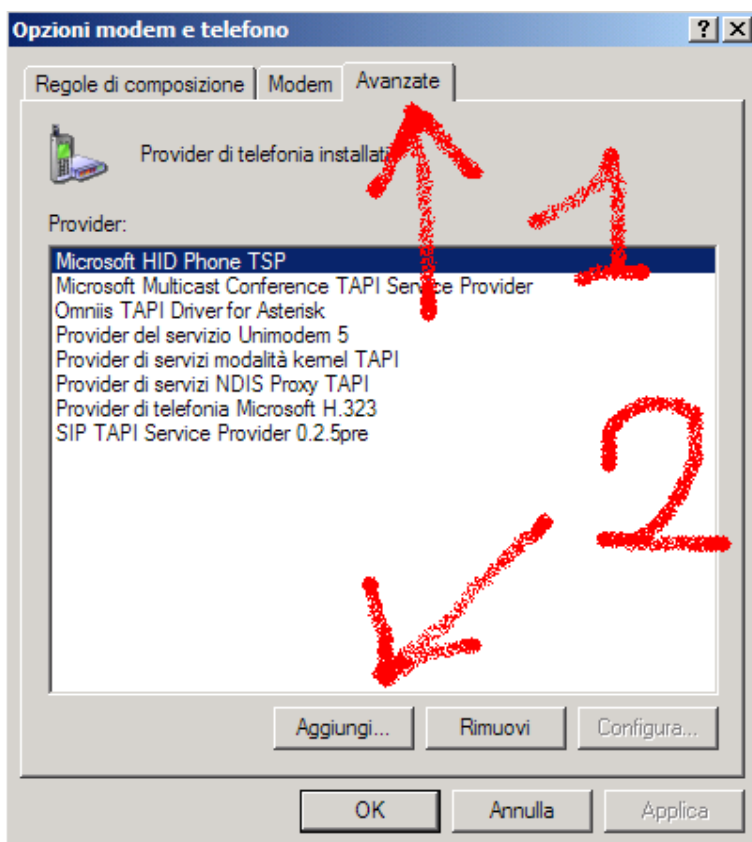 Opzioni modem e telefono
Regole di composizione Modem Avanzate
Provider di telefonia installati
1
Provider:
Microsoft HID Phone TSP
Microsoft Multicast Conference TAPI Service Provider
Omniis TAPI Driver for Asterisk
Provider del servizio Unimodem 5
Provider di servizi modalità kernel TAPI
Provider di servizi NDIS Proxy TAPI
Provider di telefonia Microsoft H.323
SIP TAPI Service Provider 0.2.5pre
2
Aggiungi... Rimuovi Configura...
OK Annulla Applica